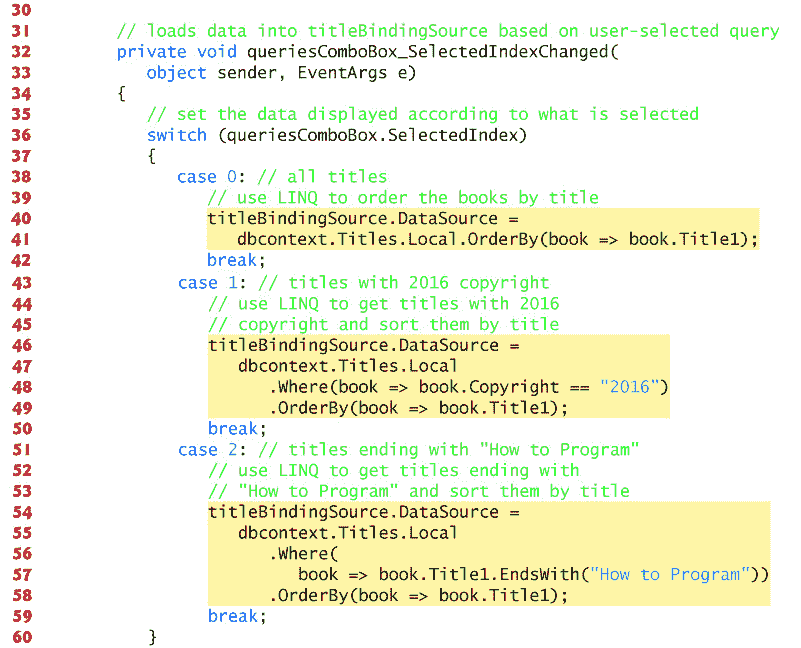 30
31 // loads data into titleBindingSource based on user-selected query
32 private void queriesComboBox_SelectedIndexChanged(
33 object sender, EventArgs e)
34 {
35 // set the data displayed according to what is selected
36 switch (queriesComboBox.SelectedIndex)
37 {
38 case 0: // all titles
39 // use LINQ to order the books by title
40 titleBindingSource.DataSource =
41 dbcontext.Titles.Local.OrderBy(book => book.Title1);
42 break;
43 case 1: // titles with 2016 copyright
44 // use LINQ to get titles with 2016
45 // copyright and sort them by title
46 titleBindingSource.DataSource =
47 dbcontext.Titles.Local
48 .Where(book => book.Copyright == "2016")
49 .OrderBy(book => book.Title1);
50 break;
51 case 2: // titles ending with "How to Program"
52 // use LINQ to get titles ending with
53 // "How to Program" and sort them by title
54 titleBindingSource.DataSource =
55 dbcontext.Titles.Local
56 .Where(
57 book => book.Title1.EndsWith("How to Program"))
58 .OrderBy(book => book.Title1);
59 break;
60 }